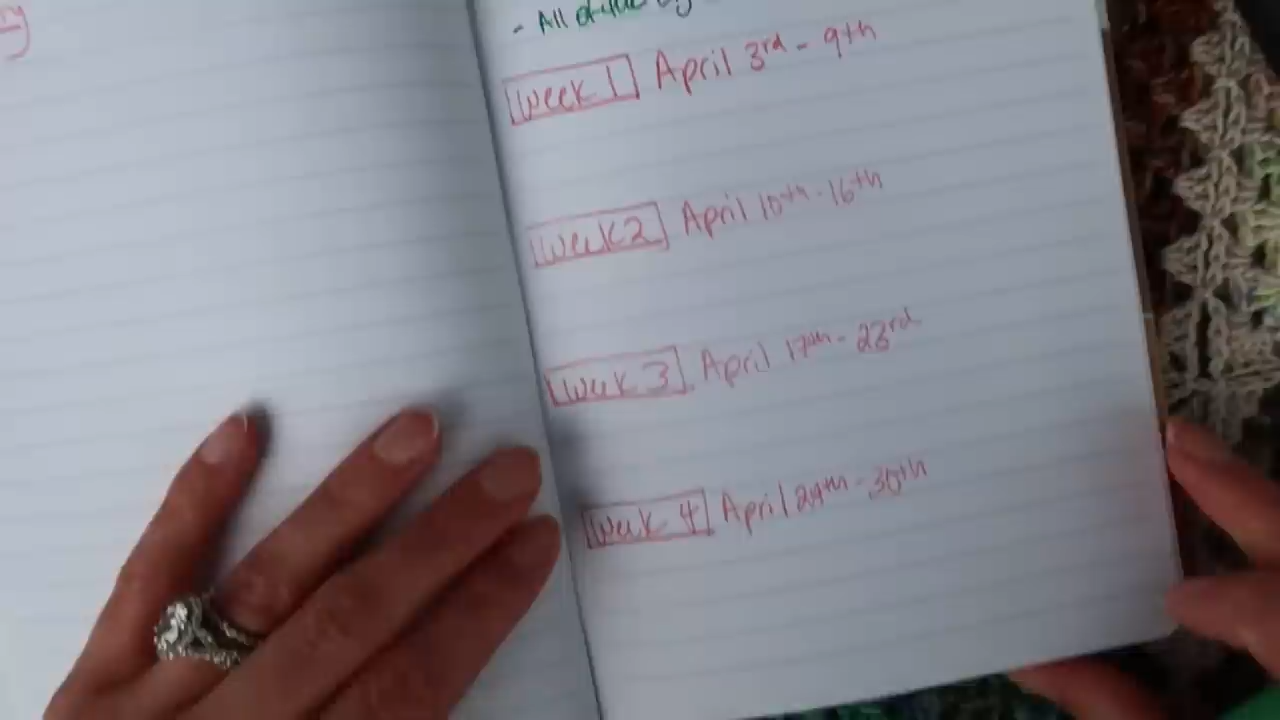 - All
Week 1 April 3rd - 9th
Week 2 April 10th - 16th
Week 3 April 17th - 23rd
Week 4 April 24th - 30th